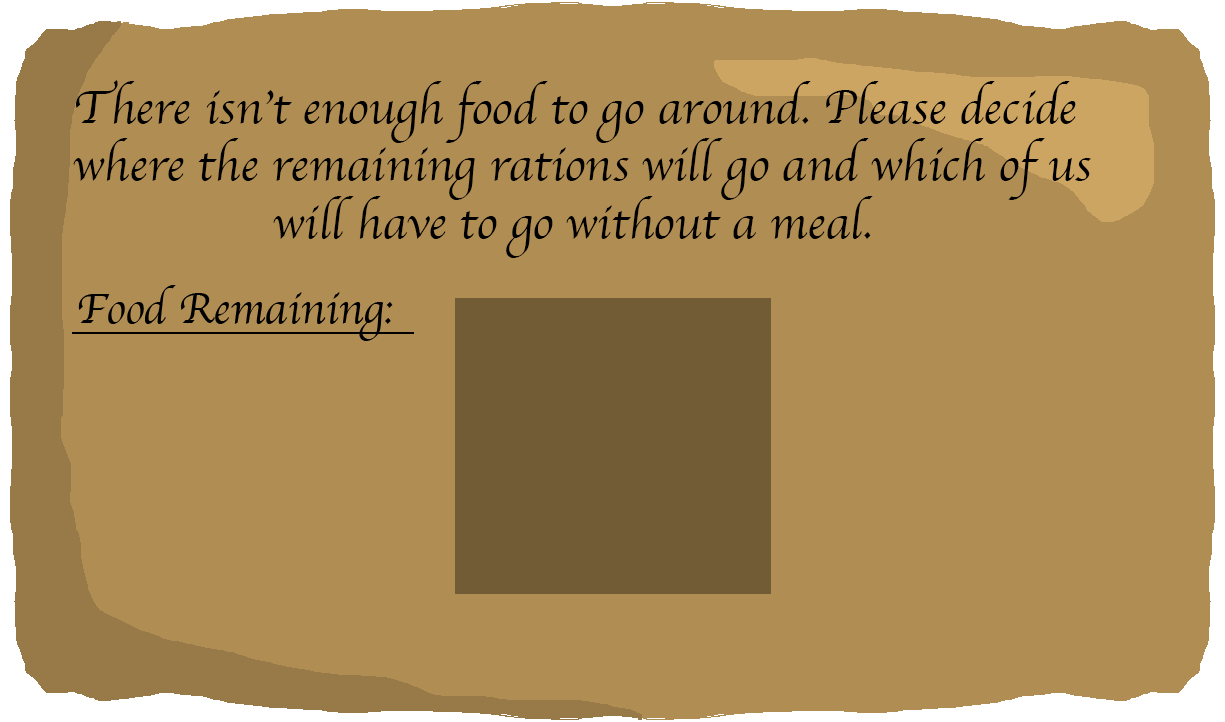 There isn't enough food to go around. Please decide
where the remaining rations will go and which of us
will have to go without a meal.
Food Remaining: